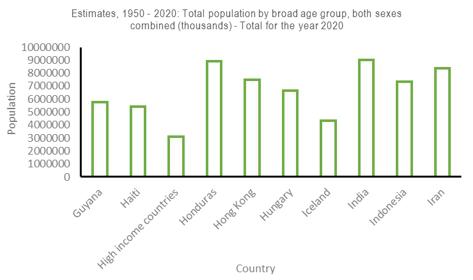 Estimates, 1950 - 2020: Total population by broad age group, both sexes
combined (thousands) - Total for the year 2020
10000000
9000000
8000000
7000000
6000000
5000000
4000000
3000000
2000000
1000000
0
Population
Guyana
Haiti
High income countries
Honduras
Hong Kong
Hungary
Iceland
India
Indonesia
Iran
Country